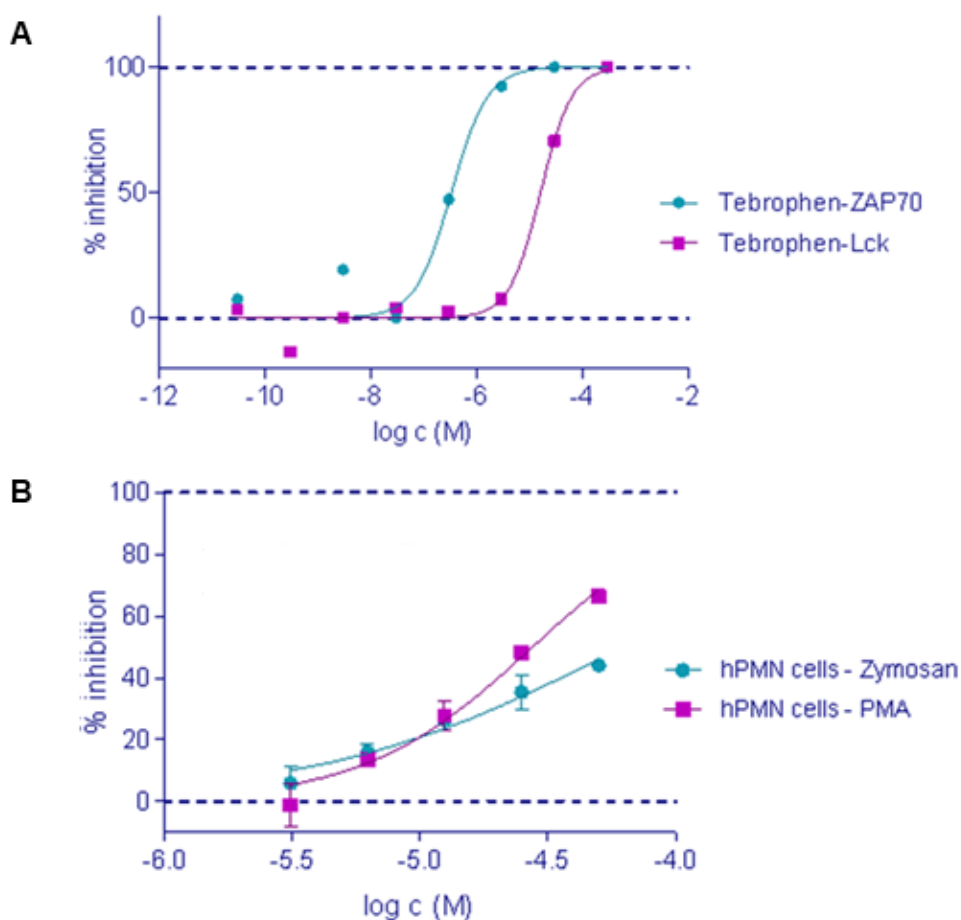 A
100
50
0
% inhibition
-12 -10 -8 -6 -4 -2
log c (M)
Tebrophen-ZAP70
Tebrophen-Lck
B
100
80
60
40
20
0
% inhibition
-6.0 -5.5 -5.0 -4.5 -4.0
log c (M)
hPMN cells - Zymosan
hPMN cells - PMA